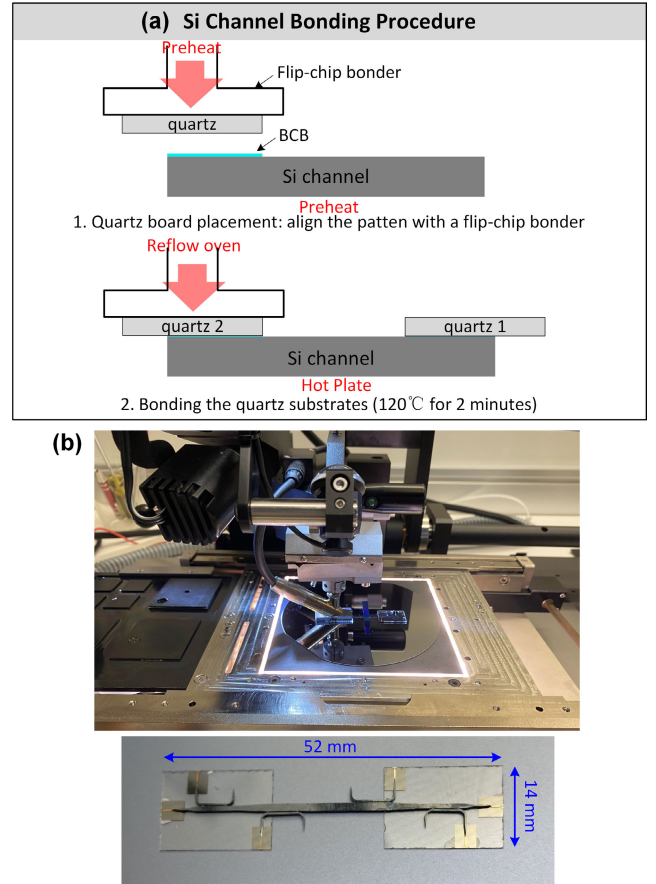 (a) Si Channel Bonding Procedure
Preheat
Flip-chip bonder
quartz
BCB
Si channel
Preheat
1. Quartz board placement: align the patten with a flip-chip bonder
Reflow oven
quartz 2
quartz 1
Si channel
Hot Plate
2. Bonding the quartz substrates (120℃ for 2 minutes)
(b)
52 mm
14 mm